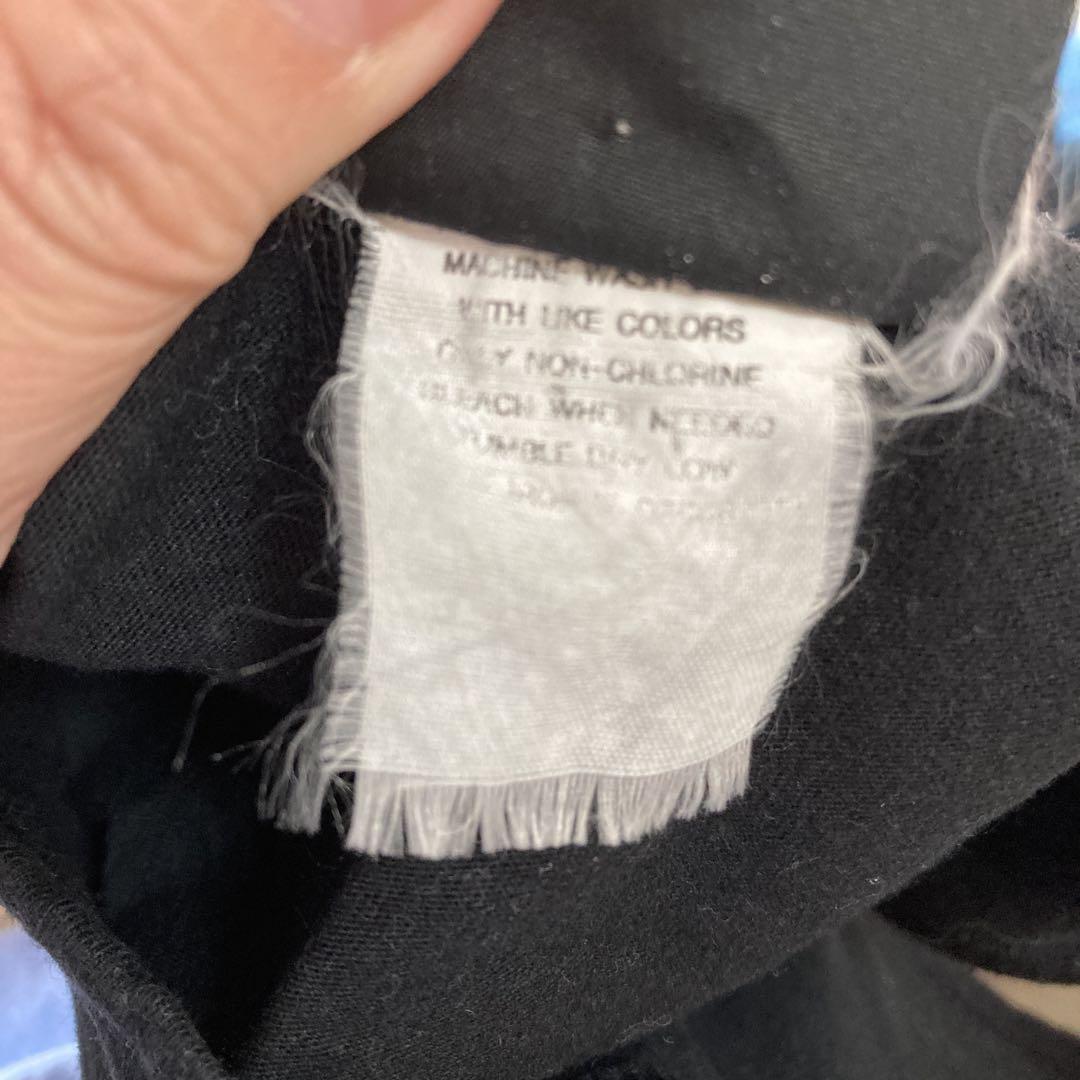 MACHINE WASH
WITH LIKE COLORS
ONLY NON-CHLORINE
BLEACH WHEN NEEDED
TUMBLE DRY LOW